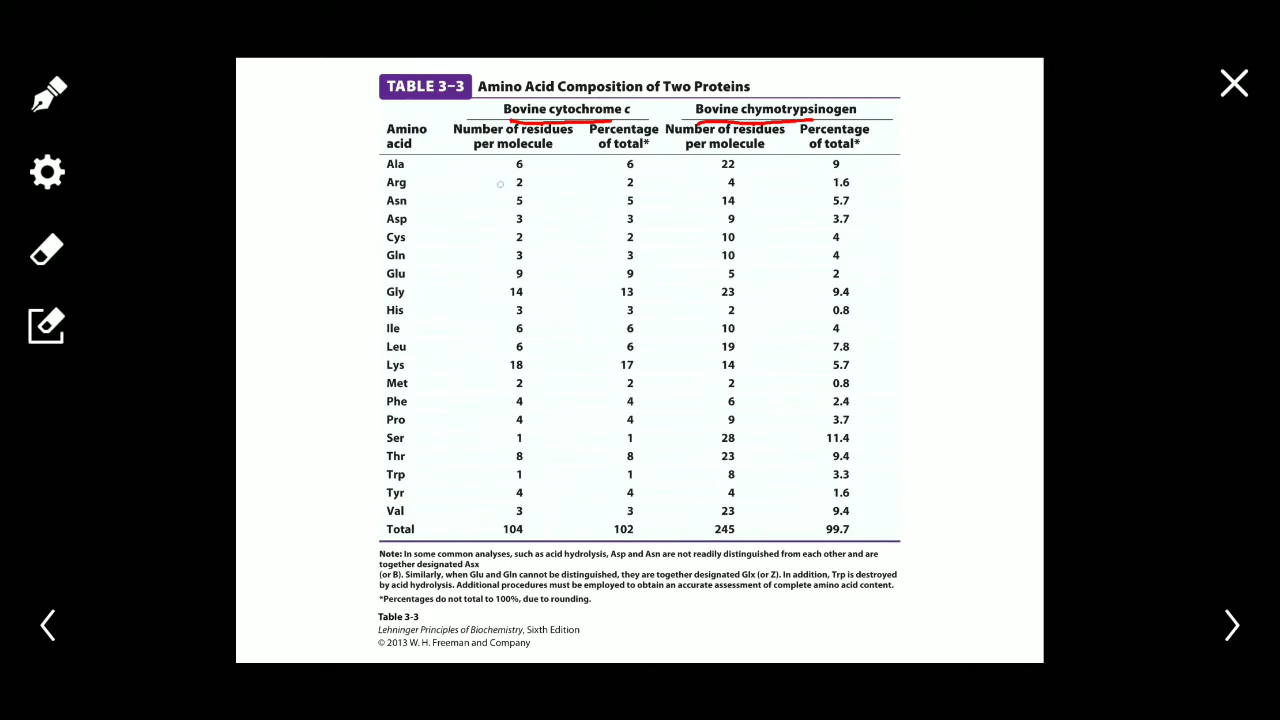 TABLE 3–3 Amino Acid Composition of Two Proteins
Bovine cytochrome c Bovine chymotrypsinogen
Amino acid Number of residues per molecule Percentage of total* Number of residues per molecule Percentage of total*
Ala 6 6 22 9
Arg 2 2 4 1.6
Asn 5 5 14 5.7
Asp 3 3 9 3.7
Cys 2 2 10 4
Gln 3 3 10 4
Glu 9 9 5 2
Gly 14 13 23 9.4
His 3 3 2 0.8
Ile 6 6 10 4
Leu 6 6 19 7.8
Lys 18 17 14 5.7
Met 2 2 2 0.8
Phe 4 4 6 2.4
Pro 4 4 9 3.7
Ser 1 1 28 11.4
Thr 8 8 23 9.4
Trp 1 1 8 3.3
Tyr 4 4 4 1.6
Val 3 3 23 9.4
Total 104 102 245 99.7
Note: In some common analyses, such as acid hydrolysis, Asp and Asn are not readily distinguished from each other and are
together designated Asx
(or B). Similarly, when Glu and Gln cannot be distinguished, they are together designated Glx (or Z). In addition, Trp is destroyed
by acid hydrolysis. Additional procedures must be employed to obtain an accurate assessment of complete amino acid content.
*Percentages do not total to 100%, due to rounding.
Table 3-3
Lehninger Principles of Biochemistry, Sixth Edition
© 2013 W. H. Freeman and Company